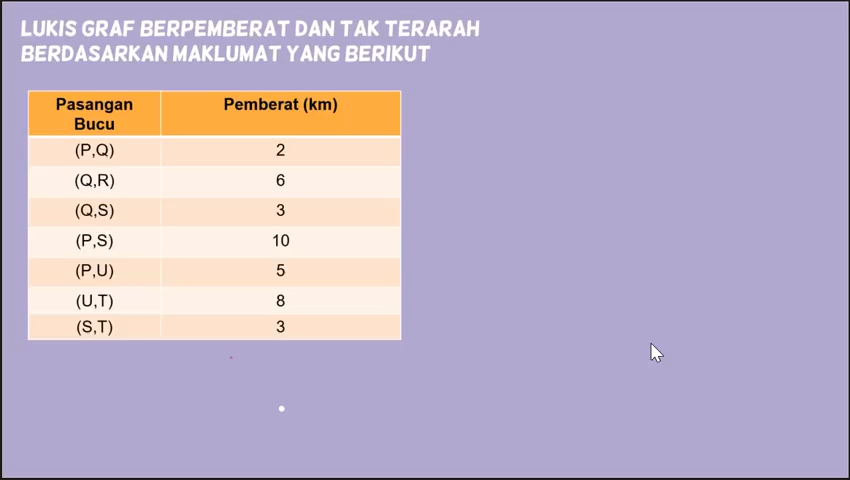 LUKIS GRAF BERPEMBERAT DAN TAK TERARAH
BERDASARKAN MAKLUMAT YANG BERIKUT
Pasangan Bucu Pemberat (km)
(P,Q) 2
(Q,R) 6
(Q,S) 3
(P,S) 10
(P,U) 5
(U,T) 8
(S,T) 3